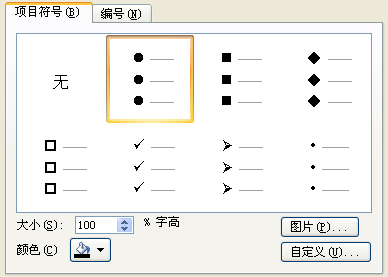 项目符号(B) 编号(N)
无
大小(S): 100 % 字高
图片(P)...
颜色(C)
自定义(U)...